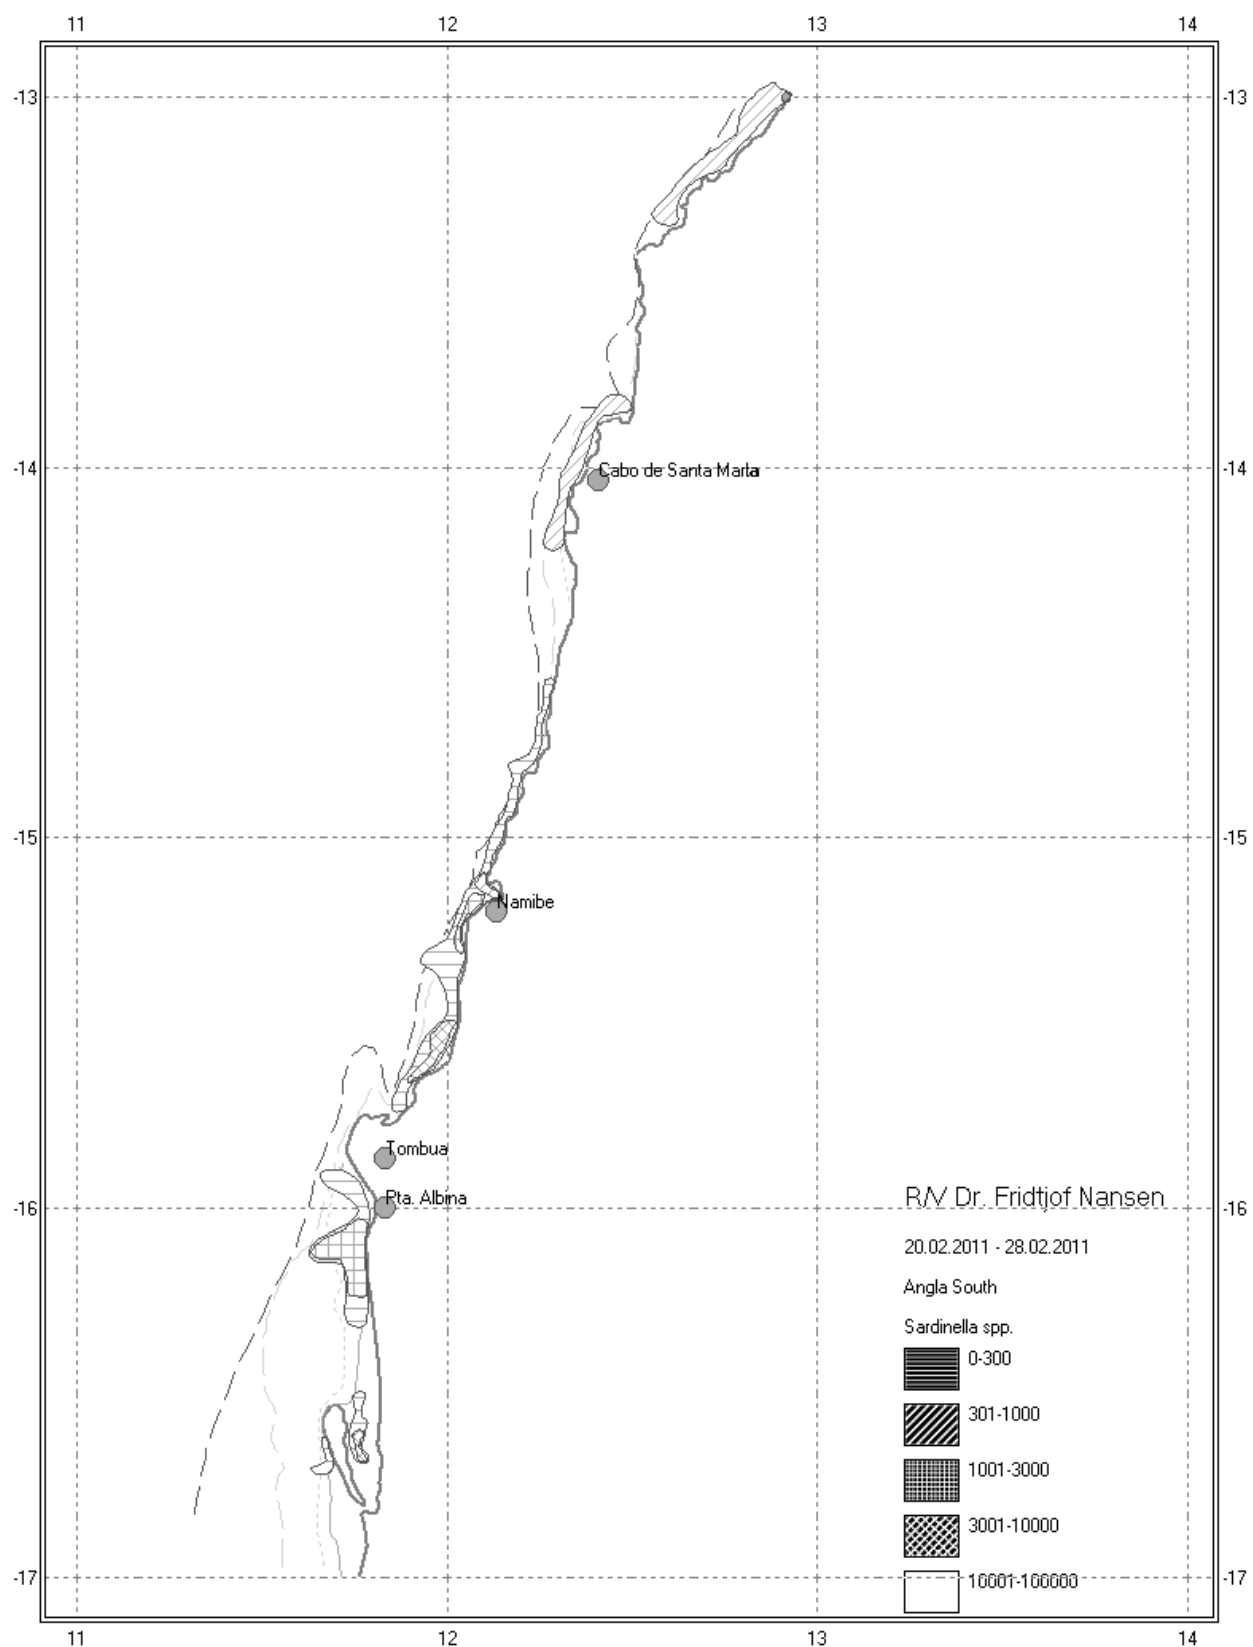 11 12 13 14
-13 -13
-14 -14
Cabo de Santa Marta
-15 -15
Namibe
Tombua
Pta. Albina
-16 -16
R/V Dr. Fridtjof Nansen
20.02.2011 - 28.02.2011
Angla South
Sardinella spp.
0-300
301-1000
1001-3000
3001-10000
10001-100000
-17 -17
11 12 13 14